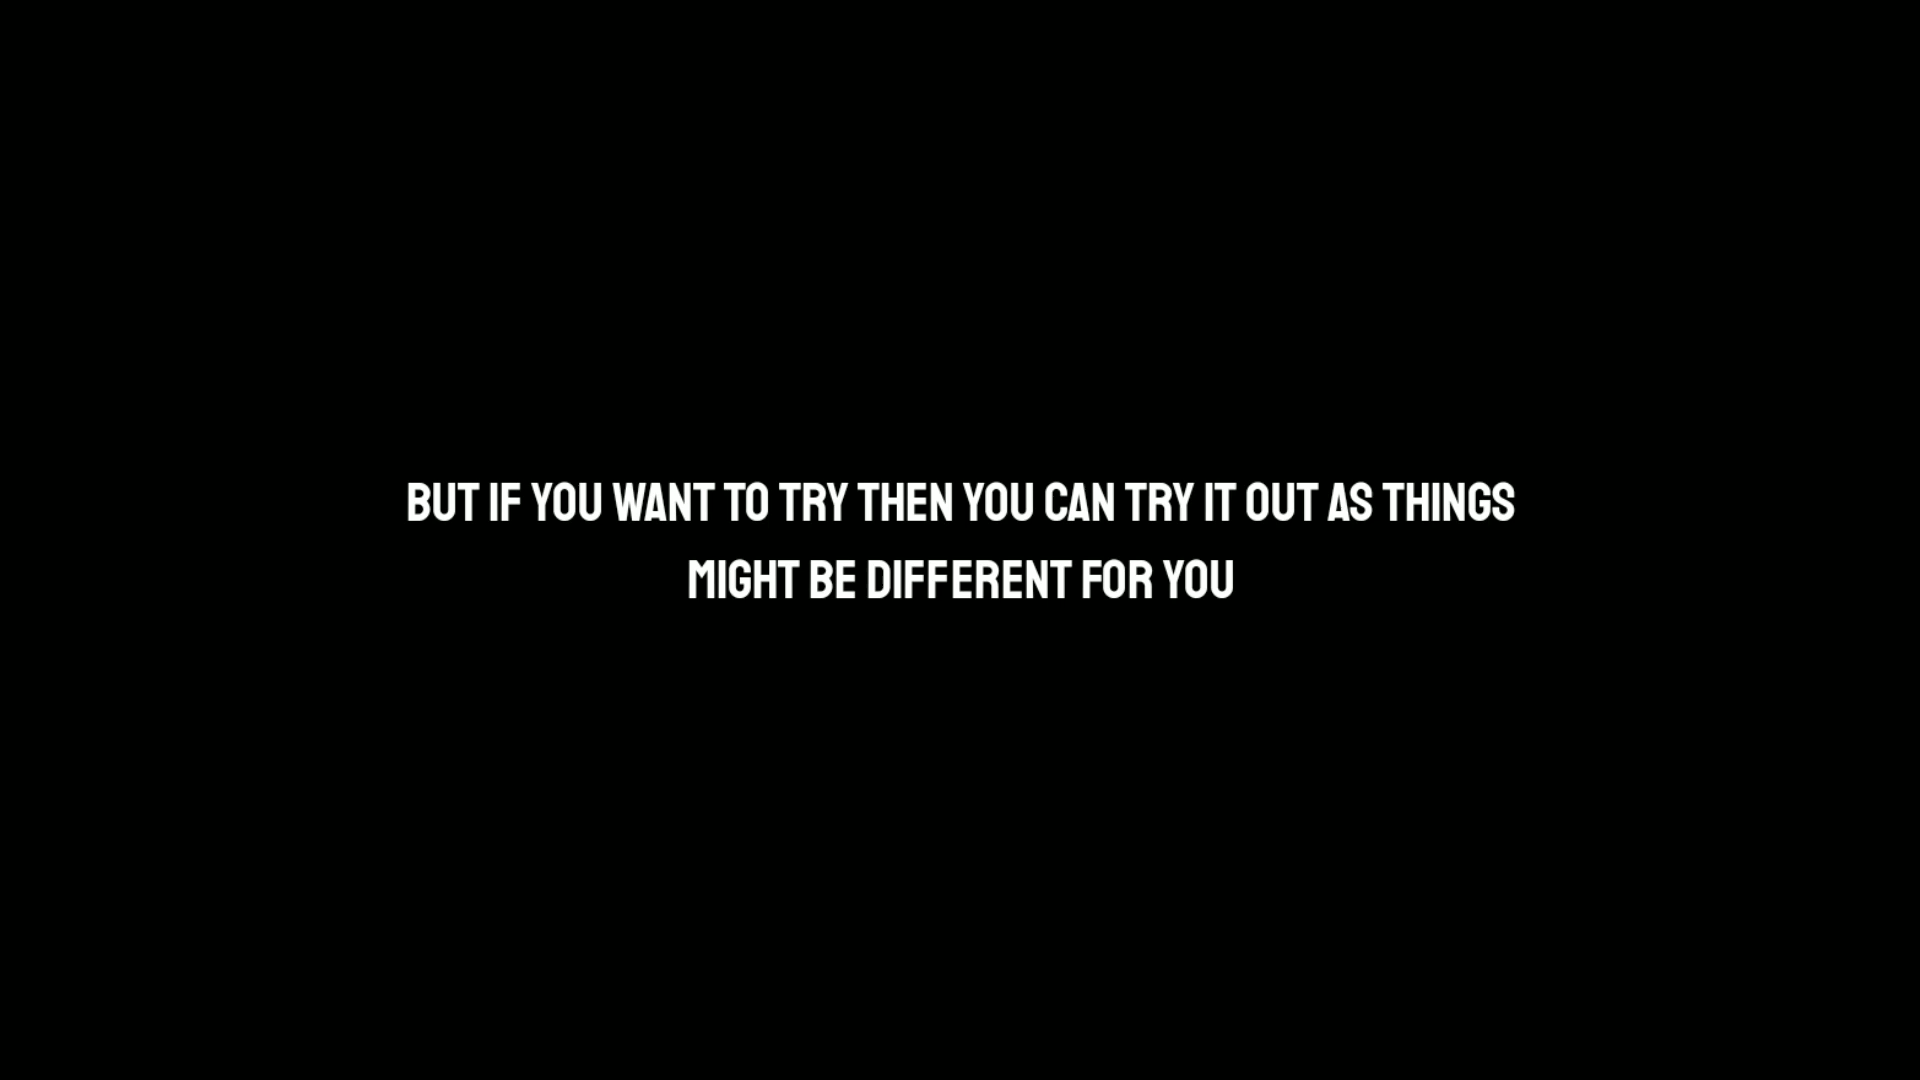 BUT IF YOU WANT TO TRY THEN YOU CAN TRY IT OUT AS THINGS
MIGHT BE DIFFERENT FOR YOU